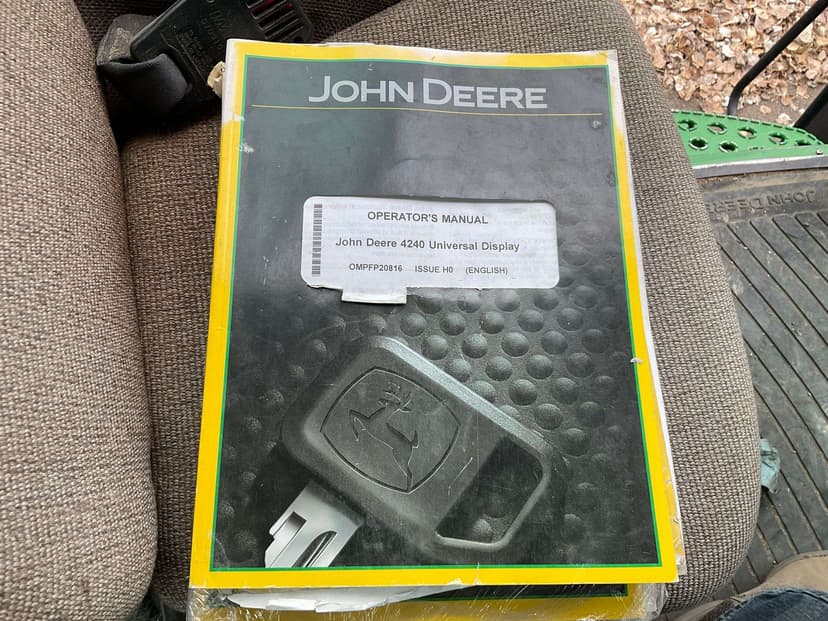 JOHN DEERE
OPERATOR'S MANUAL
John Deere 4240 Universal Display
OMPFP20816 ISSUE H0 (ENGLISH)
JOHN DEERE